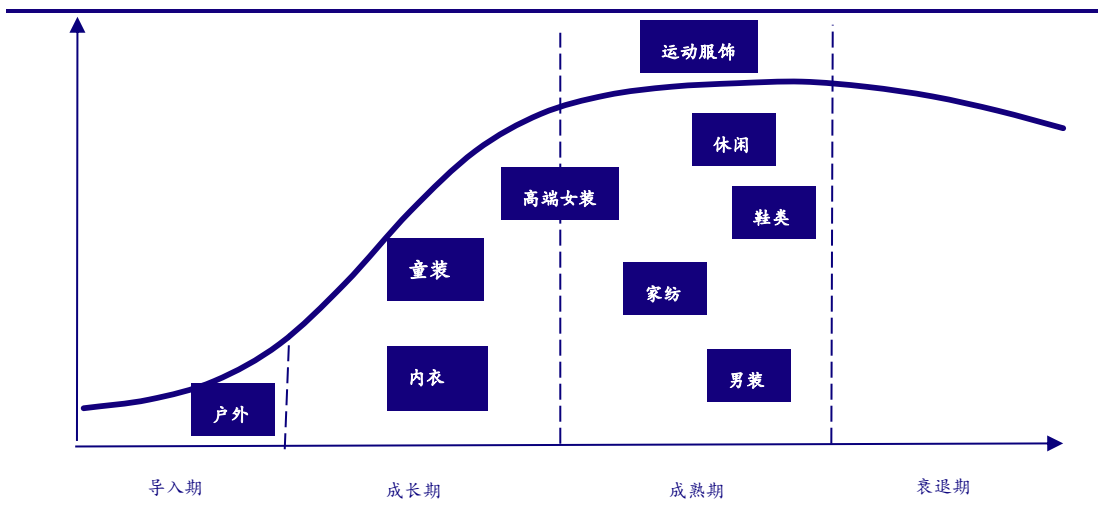 运动服饰
休闲
高端女装
鞋类
童装
家纺
内衣
男装
户外
导入期
成长期
成熟期
衰退期